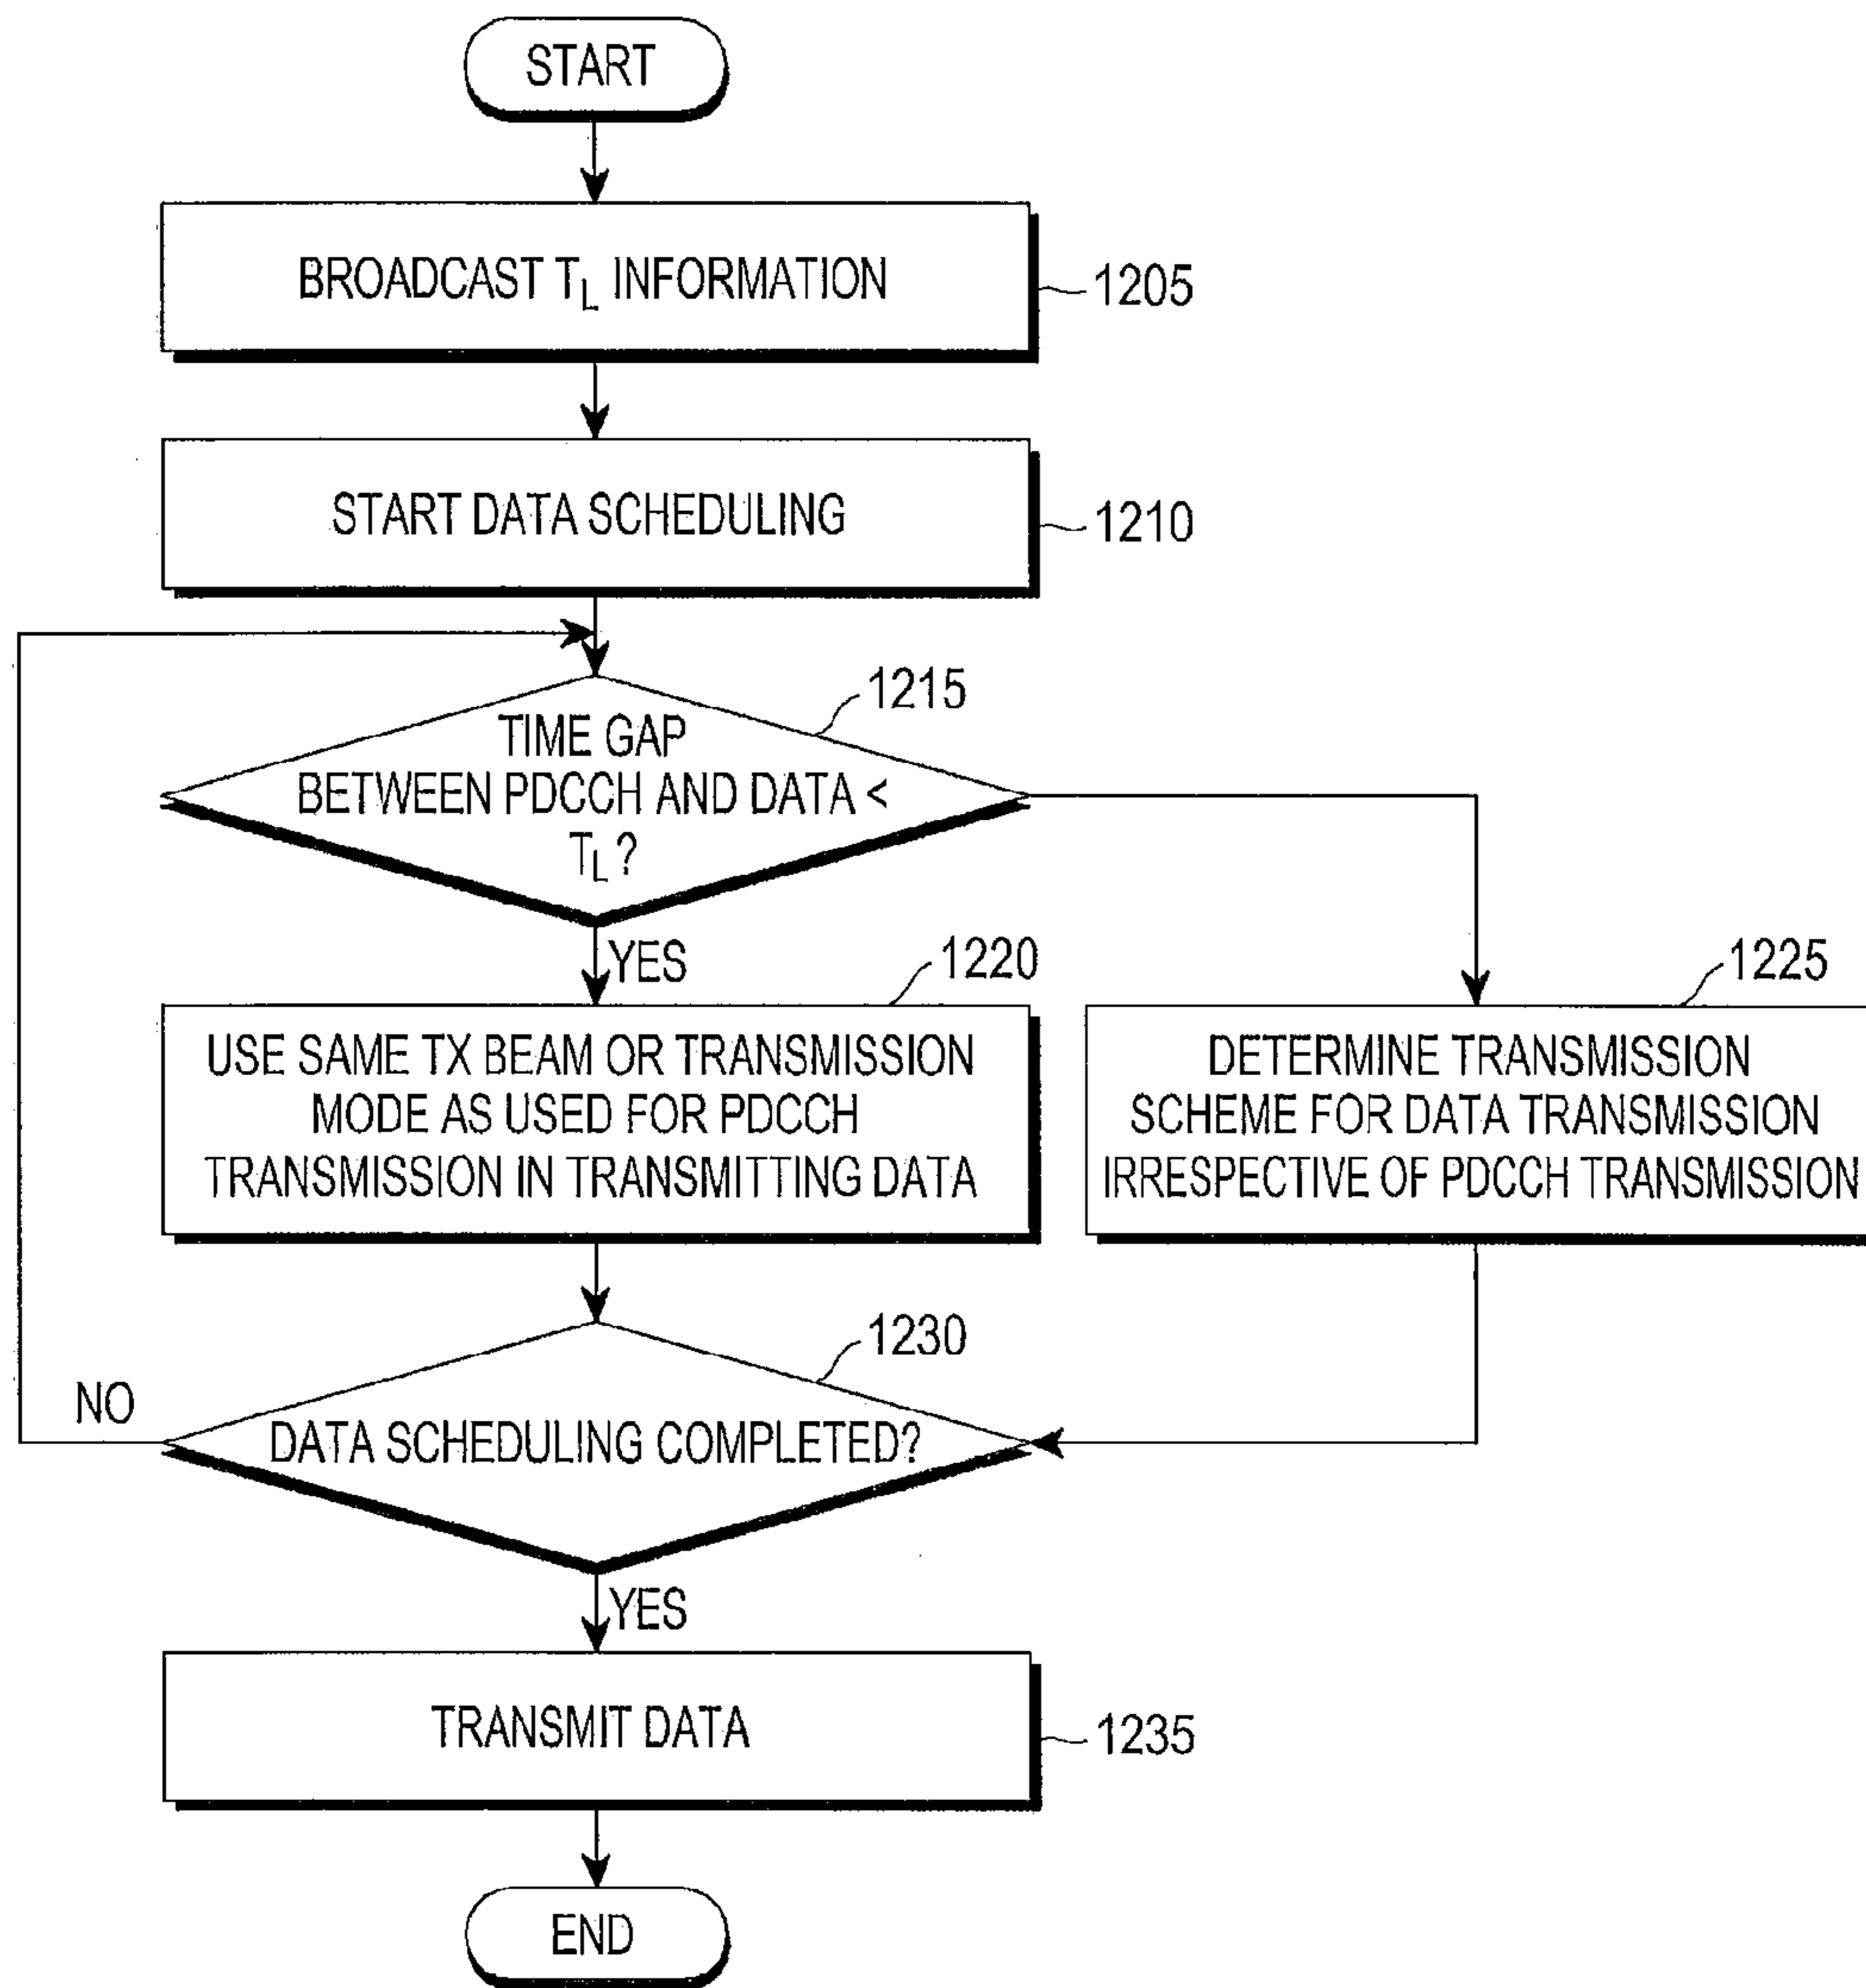 START
BROADCAST TL INFORMATION
1205
START DATA SCHEDULING
1210
1215
TIME GAP
BETWEEN PDCCH AND DATA <
TL ?
YES
1220
1225
USE SAME TX BEAM OR TRANSMISSION
MODE AS USED FOR PDCCH
TRANSMISSION IN TRANSMITTING DATA
DETERMINE TRANSMISSION
SCHEME FOR DATA TRANSMISSION
IRRESPECTIVE OF PDCCH TRANSMISSION
1230
NO
DATA SCHEDULING COMPLETED?
YES
TRANSMIT DATA
1235
END